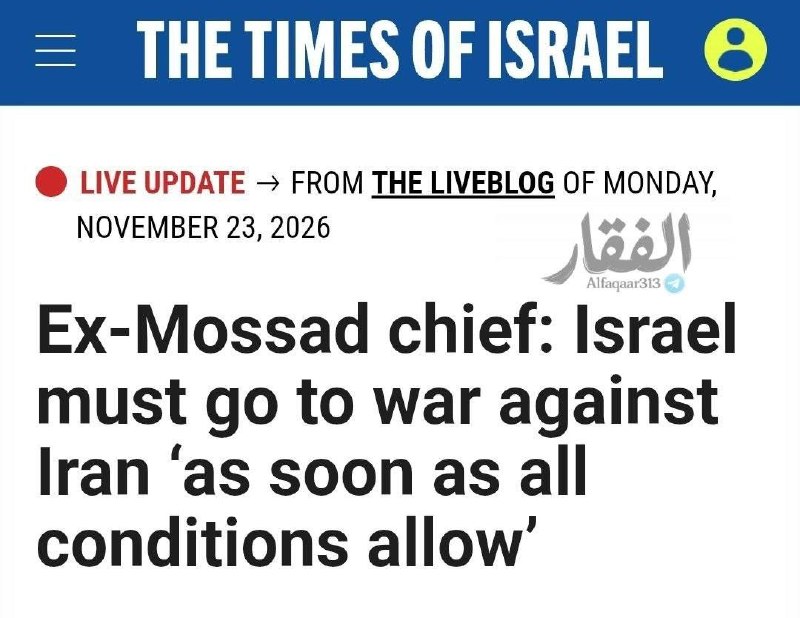 THE TIMES OF ISRAEL
LIVE UPDATE → FROM THE LIVEBLOG OF MONDAY,
NOVEMBER 23, 2026
الفقار
Alfaqaar313
Ex-Mossad chief: Israel
must go to war against
Iran ‘as soon as all
conditions allow’